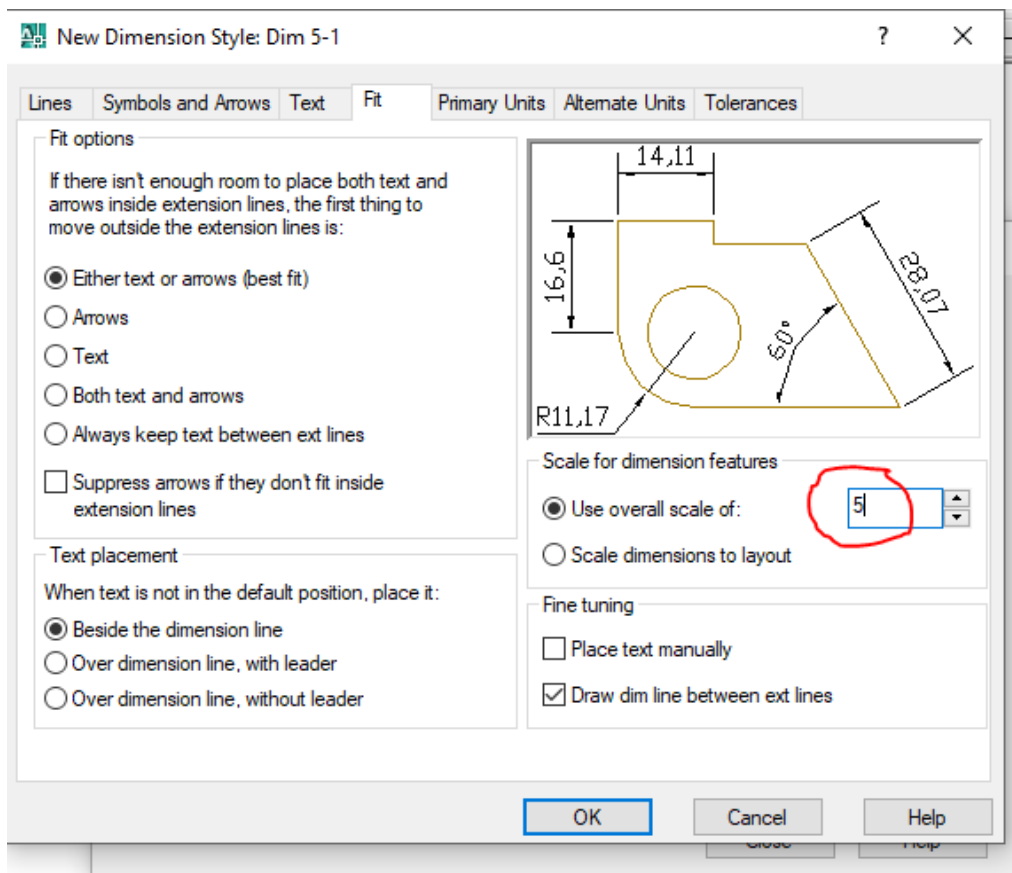 New Dimension Style: Dim 5-1
?
Lines Symbols and Arrows Text Fit Primary Units Alternate Units Tolerances
Fit options
If there isn't enough room to place both text and
arrows inside extension lines, the first thing to
move outside the extension lines is:
Either text or arrows (best fit)
Arrows
Text
Both text and arrows
Always keep text between ext lines
Suppress arrows if they don't fit inside
extension lines
Text placement
When text is not in the default position, place it:
Beside the dimension line
Over dimension line, with leader
Over dimension line, without leader
14,11
16,6
28,07
60°
R11,17
Scale for dimension features
Use overall scale of: 5
Scale dimensions to layout
Fine tuning
Place text manually
Draw dim line between ext lines
OK Cancel Help
Close Help